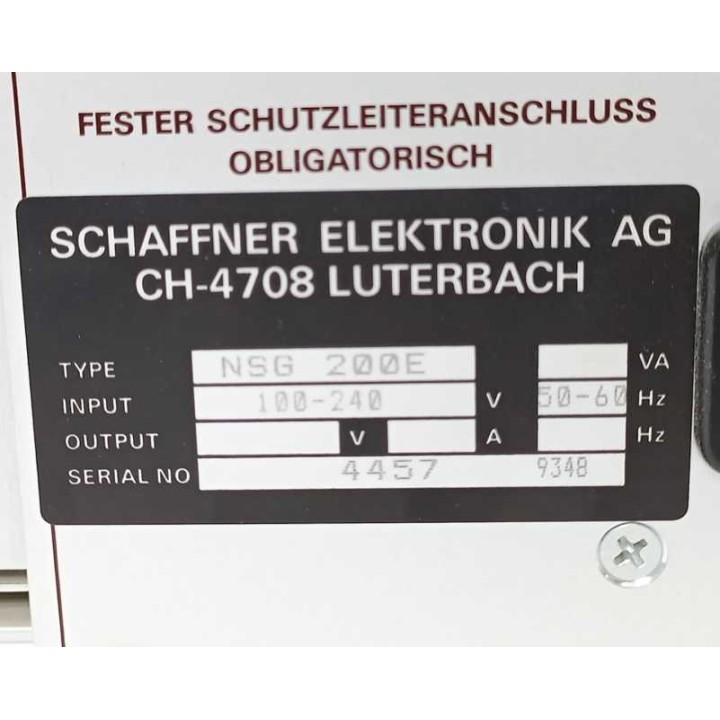 FESTER SCHUTZLEITERANSCHLUSS
OBLIGATORISCH
SCHAFFNER ELEKTRONIK AG
CH-4708 LUTERBACH
TYPE NSG 200E VA
INPUT 100-240 V 50-60 Hz
OUTPUT V A Hz
SERIAL NO 4457 9348